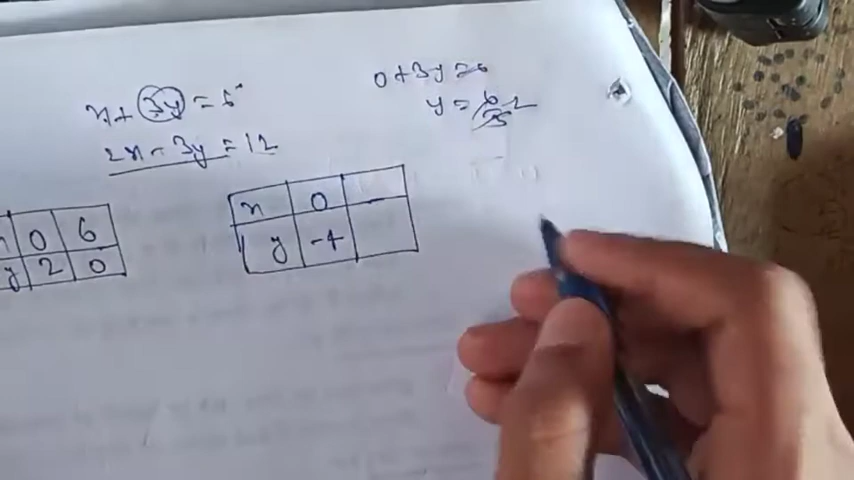 x + 3y = 6
2x - 3y = 12
0 + 3y = 6
y = 6 2
3
x 0 6
y 2 0
x 0
y -4